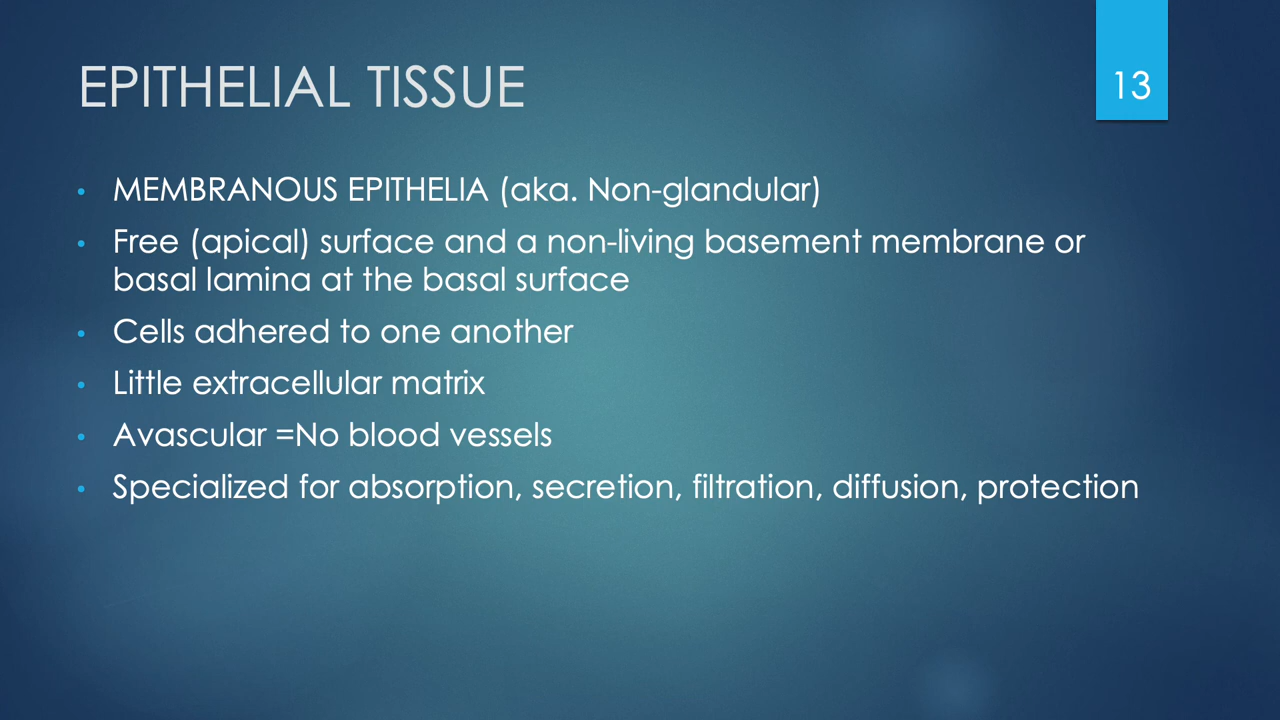 EPITHELIAL TISSUE
13
• MEMBRANOUS EPITHELIA (aka. Non-glandular)
• Free (apical) surface and a non-living basement membrane or
basal lamina at the basal surface
• Cells adhered to one another
• Little extracellular matrix
• Avascular =No blood vessels
• Specialized for absorption, secretion, filtration, diffusion, protection